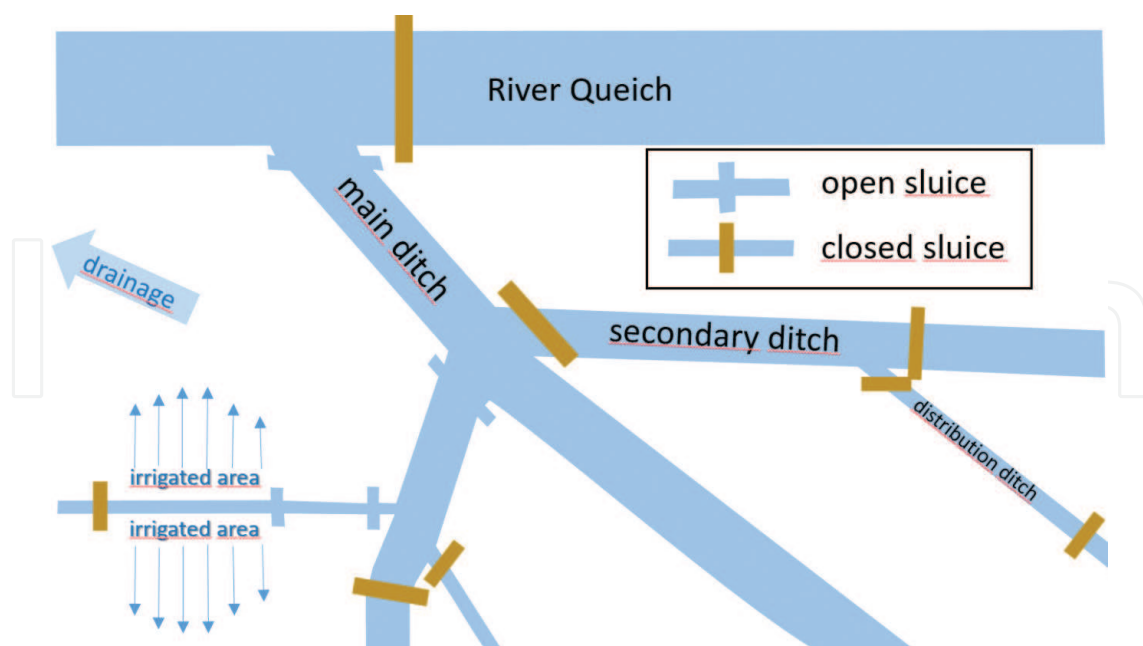 River Queich
open sluice
closed sluice
main ditch
drainage
secondary ditch
distribution ditch
irrigated area
irrigated area